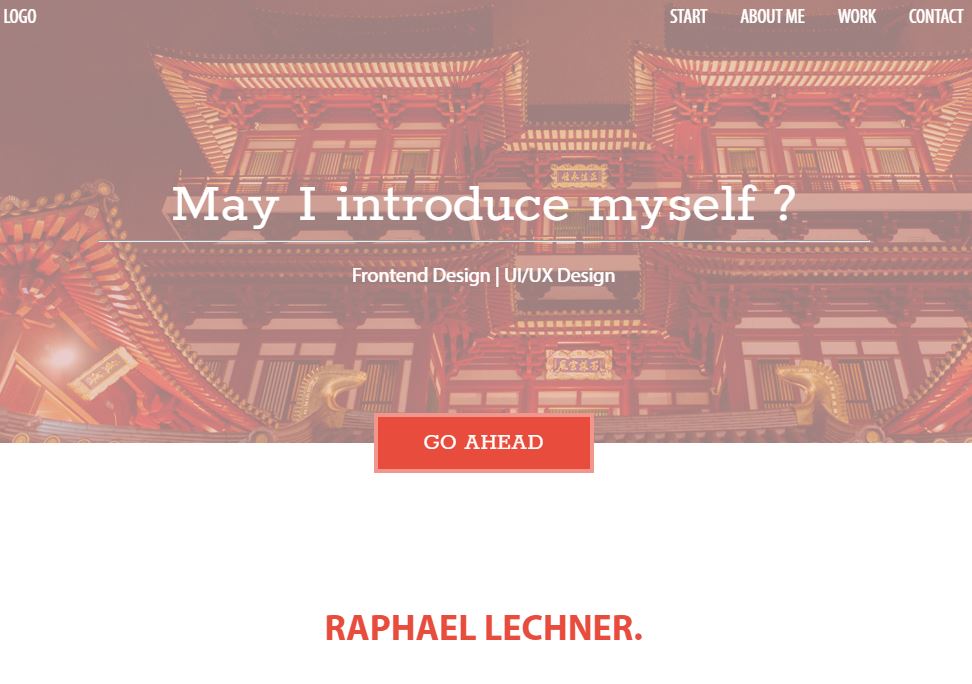 LOGO START ABOUT ME WORK CONTACT
May I introduce myself ?
Frontend Design | UI/UX Design
GO AHEAD
RAPHAEL LECHNER.